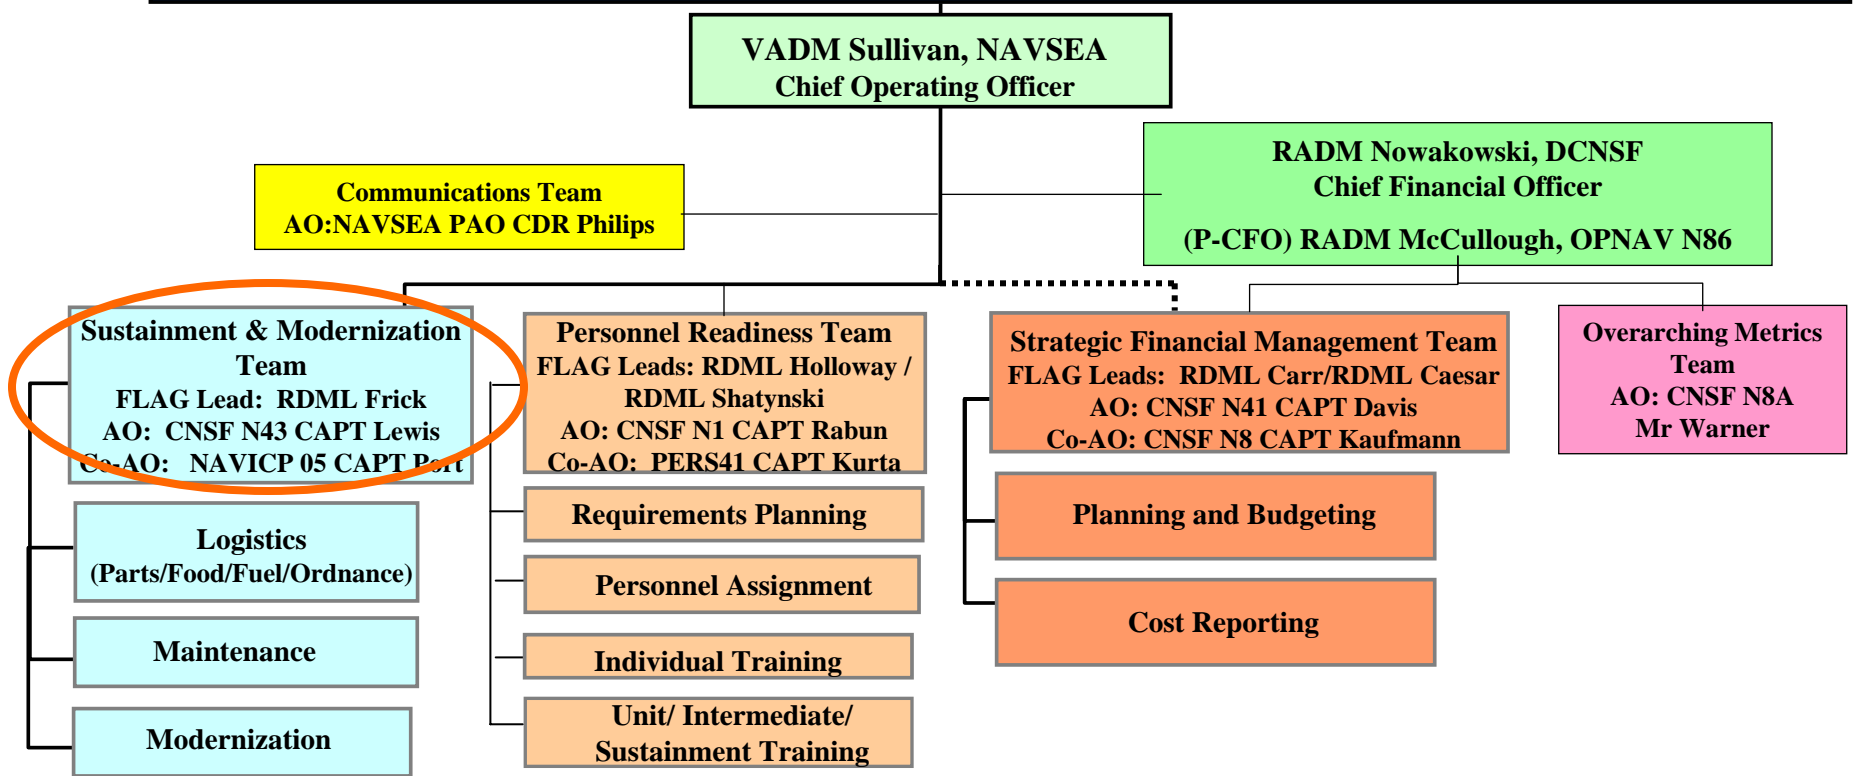 VADM Sullivan, NAVSEA
Chief Operating Officer
RADM Nowakowski, DCNSF
Chief Financial Officer
(P-CFO) RADM McCullough, OPNAV N86
Communications Team
AO:NAVSEA PAO CDR Philips
Sustainment & Modernization
Team
FLAG Lead: RDML Frick
AO: CNSF N43 CAPT Lewis
Co-AO: NAVICP 05 CAPT Port
Logistics
(Parts/Food/Fuel/Ordnance)
Maintenance
Modernization
Personnel Readiness Team
FLAG Leads: RDML Holloway /
RDML Shatynski
AO: CNSF N1 CAPT Rabun
Co-AO: PERS41 CAPT Kurta
Requirements Planning
Personnel Assignment
Individual Training
Unit/ Intermediate/
Sustainment Training
Strategic Financial Management Team
FLAG Leads: RDML Carr/RDML Caesar
AO: CNSF N41 CAPT Davis
Co-AO: CNSF N8 CAPT Kaufmann
Planning and Budgeting
Cost Reporting
Overarching Metrics
Team
AO: CNSF N8A
Mr Warner